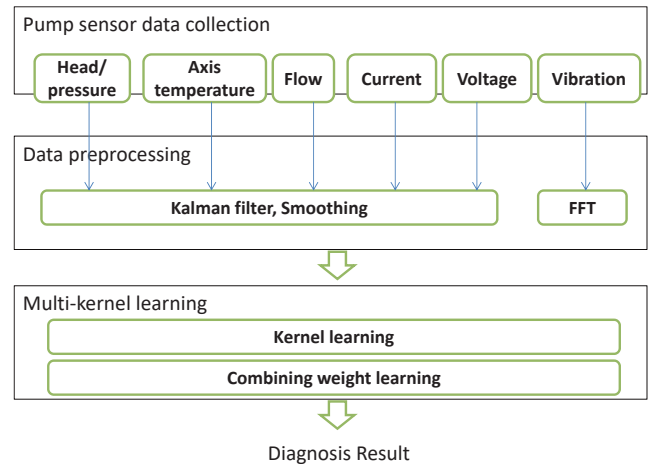 Pump sensor data collection
Head/
pressure
Axis
temperature
Flow
Current
Voltage
Vibration
Data preprocessing
Kalman filter, Smoothing
FFT
Multi-kernel learning
Kernel learning
Combining weight learning
Diagnosis Result